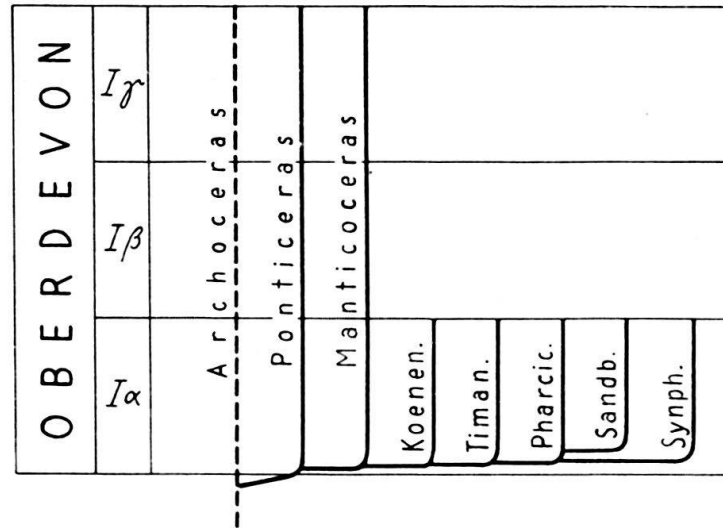 OBERDEVON
Iγ
Iβ
Iα
Archoceras
Ponticeras
Manticoceras
Koenen.
Timan.
Pharcic.
Sandb.
Synph.